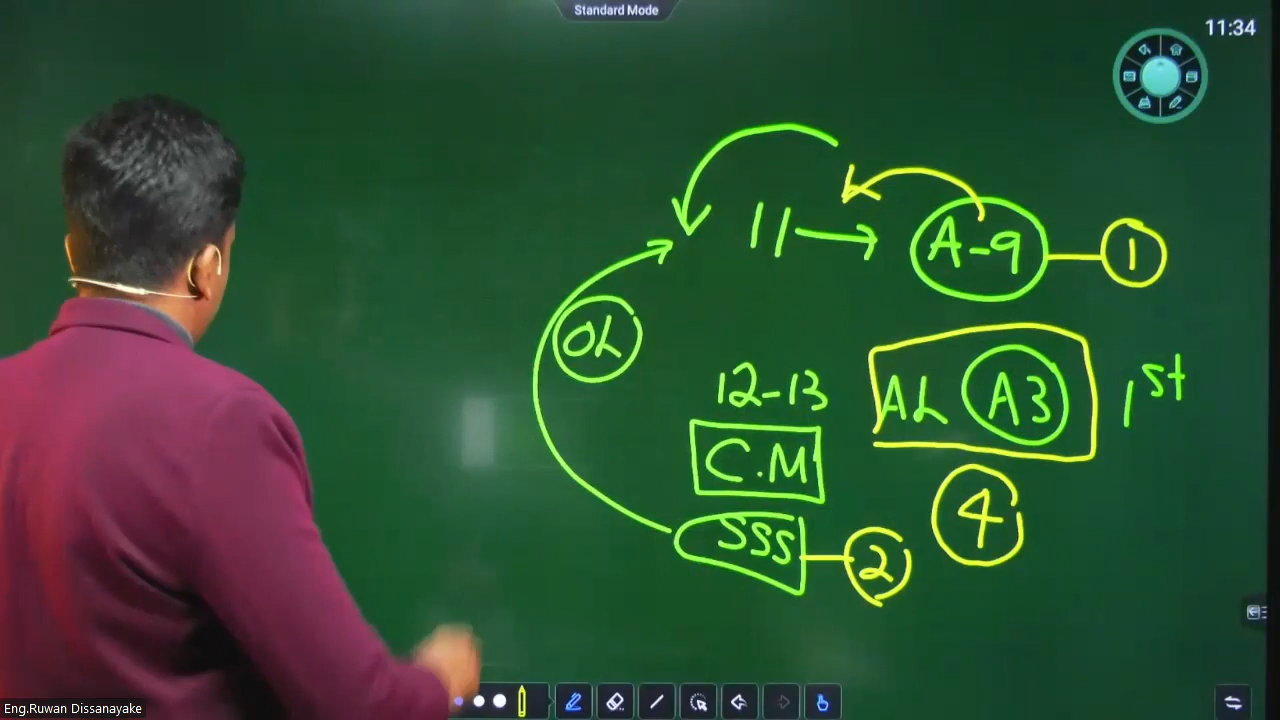 Standard Mode
11:34
11 → A-9 1
OL
12-13 AL A3 1st
C.M
4
SSS 2
Eng.Ruwan Dissanayake